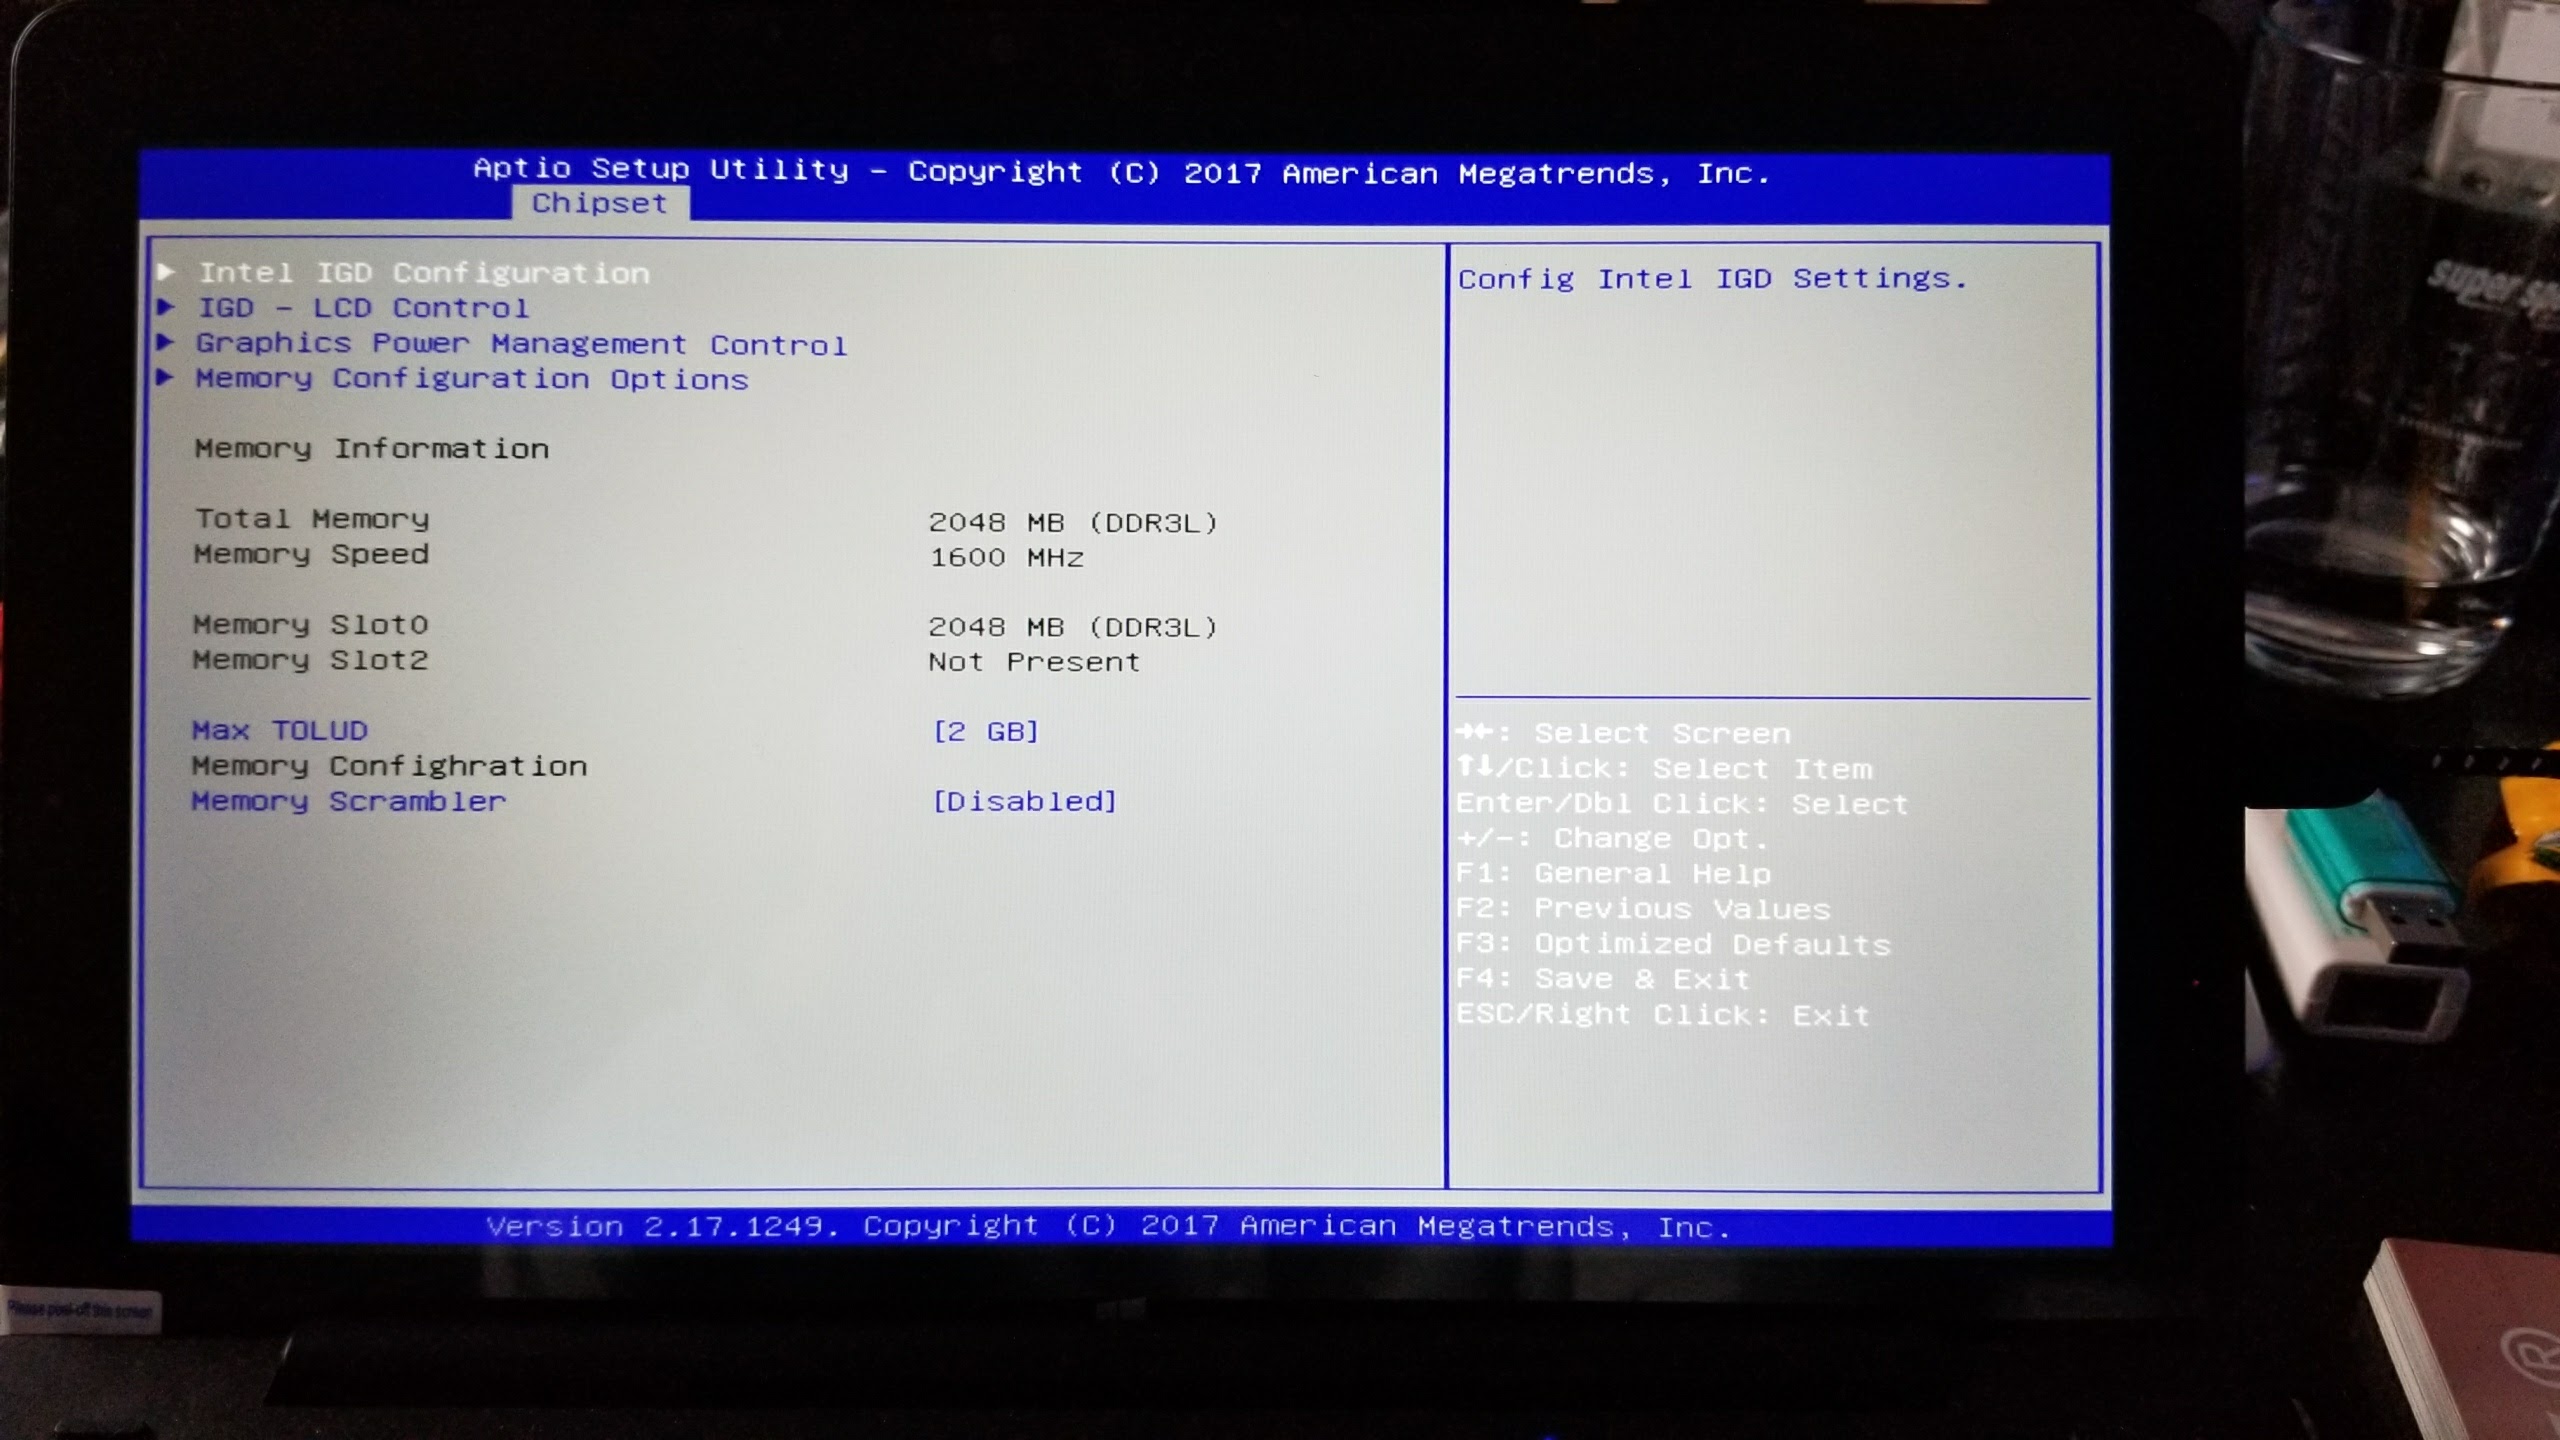 Aptio Setup Utility - Copyright (C) 2017 American Megatrends, Inc.
Chipset
► Intel IGD Configuration
► IGD - LCD Control
► Graphics Power Management Control
► Memory Configuration Options
Memory Information
Total Memory 2048 MB (DDR3L)
Memory Speed 1600 MHz
Memory Slot0 2048 MB (DDR3L)
Memory Slot2 Not Present
Max TOLUD [2 GB]
Memory Confighration
Memory Scrambler [Disabled]
Config Intel IGD Settings.
→←: Select Screen
↑↓/Click: Select Item
Enter/Dbl Click: Select
+/-: Change Opt.
F1: General Help
F2: Previous Values
F3: Optimized Defaults
F4: Save & Exit
ESC/Right Click: Exit
Version 2.17.1249. Copyright (C) 2017 American Megatrends, Inc.
Please peel off this screen
super
®